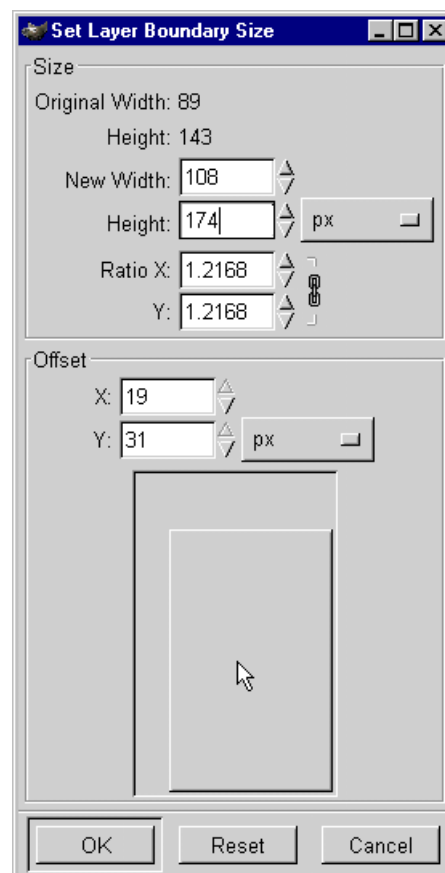 Set Layer Boundary Size
Size
Original Width: 89
Height: 143
New Width: 108
Height: 174 px
Ratio X: 1.2168
Y: 1.2168
Offset
X: 19
Y: 31 px
OK Reset Cancel